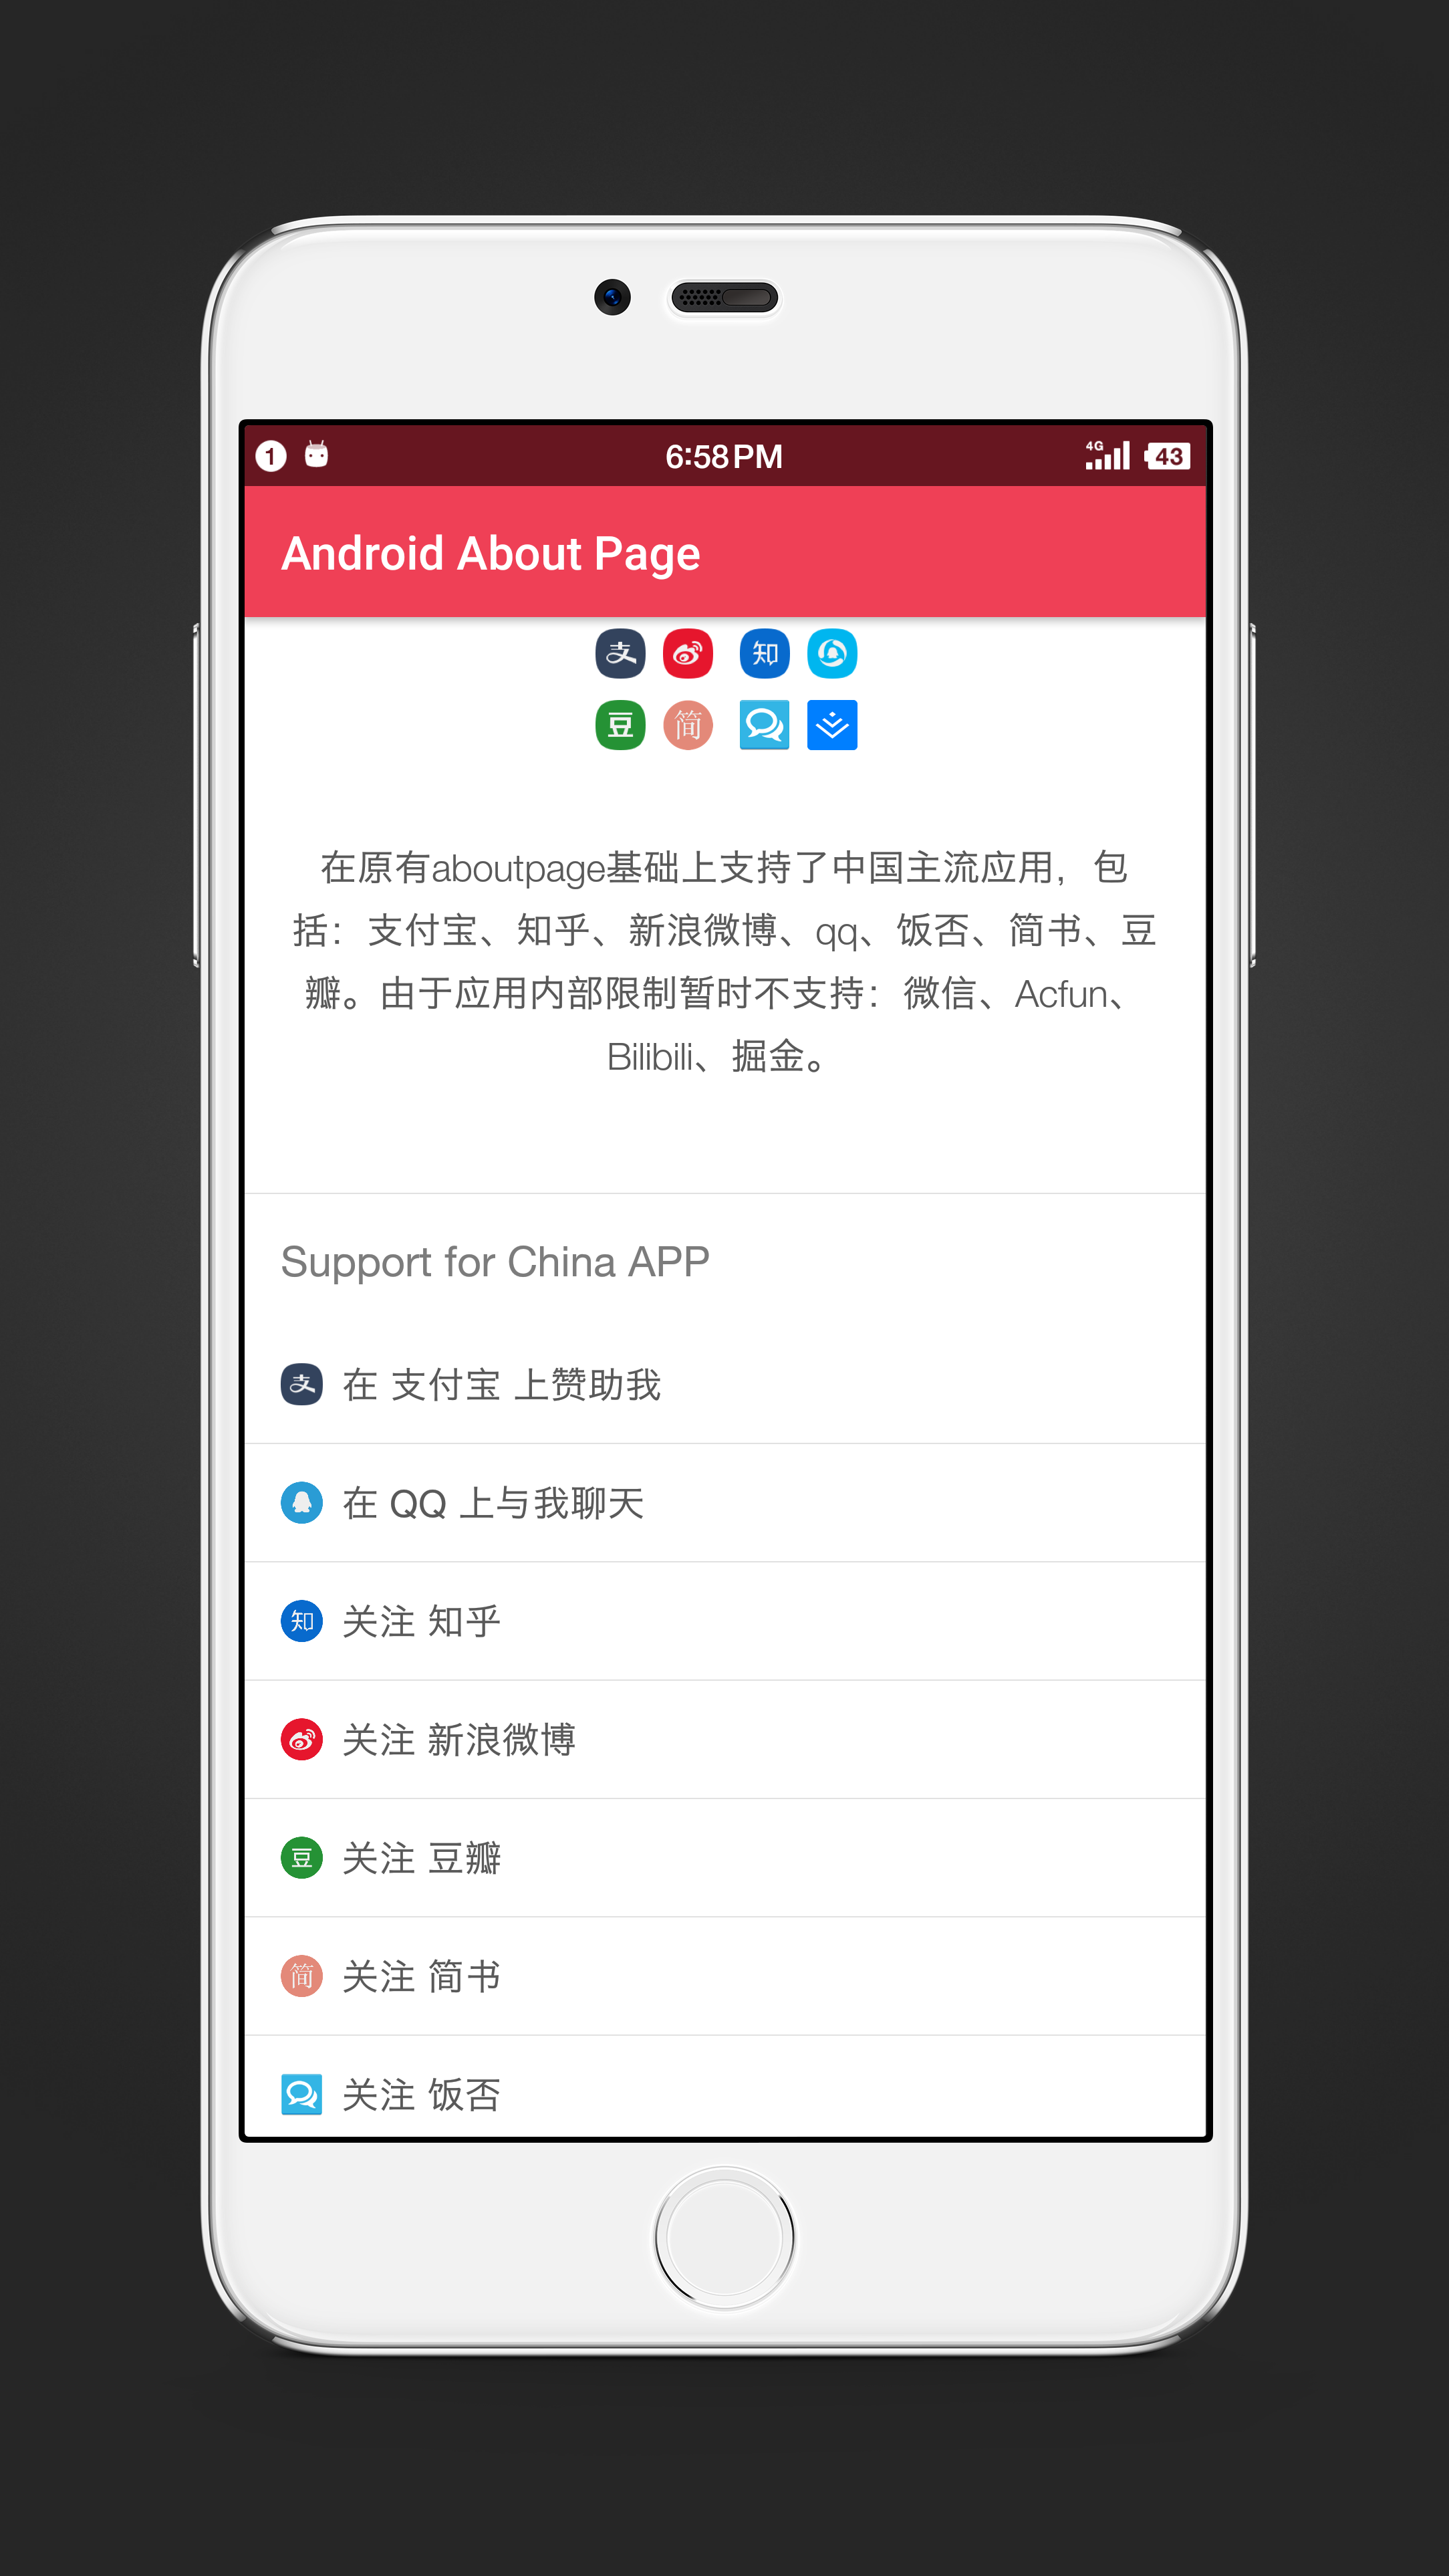 1 6:58 PM 4G 43
Android About Page
支 知
豆 简
在原有aboutpage基础上支持了中国主流应用，包
括：支付宝、知乎、新浪微博、qq、饭否、简书、豆
瓣。由于应用内部限制暂时不支持：微信、Acfun、
Bilibili、掘金。
Support for China APP
支 在 支付宝 上赞助我
在 QQ 上与我聊天
知 关注 知乎
关注 新浪微博
豆 关注 豆瓣
简 关注 简书
关注 饭否